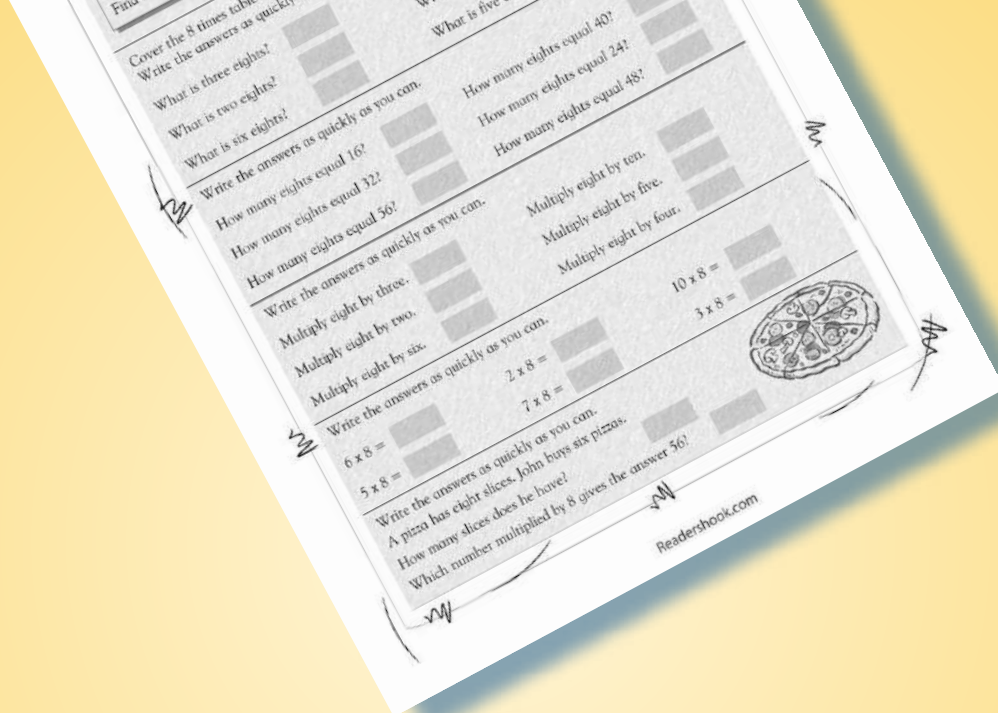 Find
Cover the 8 times
Write the answers as quickly
What is three eights?
What is two eights?
What is six eights?
What is five
Write the answers as quickly as you can.
How many eights equal 16?
How many eights equal 32?
How many eights equal 56?
How many eights equal 40?
How many eights equal 24?
How many eights equal 48?
Write the answers as quickly as you can.
Multiply eight by three.
Multiply eight by two.
Multiply eight by six.
Multiply eight by ten.
Multiply eight by five.
Multiply eight by four.
Write the answers as quickly as you can.
6 x 8 =
5 x 8 =
2 x 8 =
7 x 8 =
10 x 8 =
3 x 8 =
Write the answers as quickly as you can.
A pizza has eight slices. John buys six pizzas.
How many slices does he have?
Which number multiplied by 8 gives the answer 56?
Readershook.com